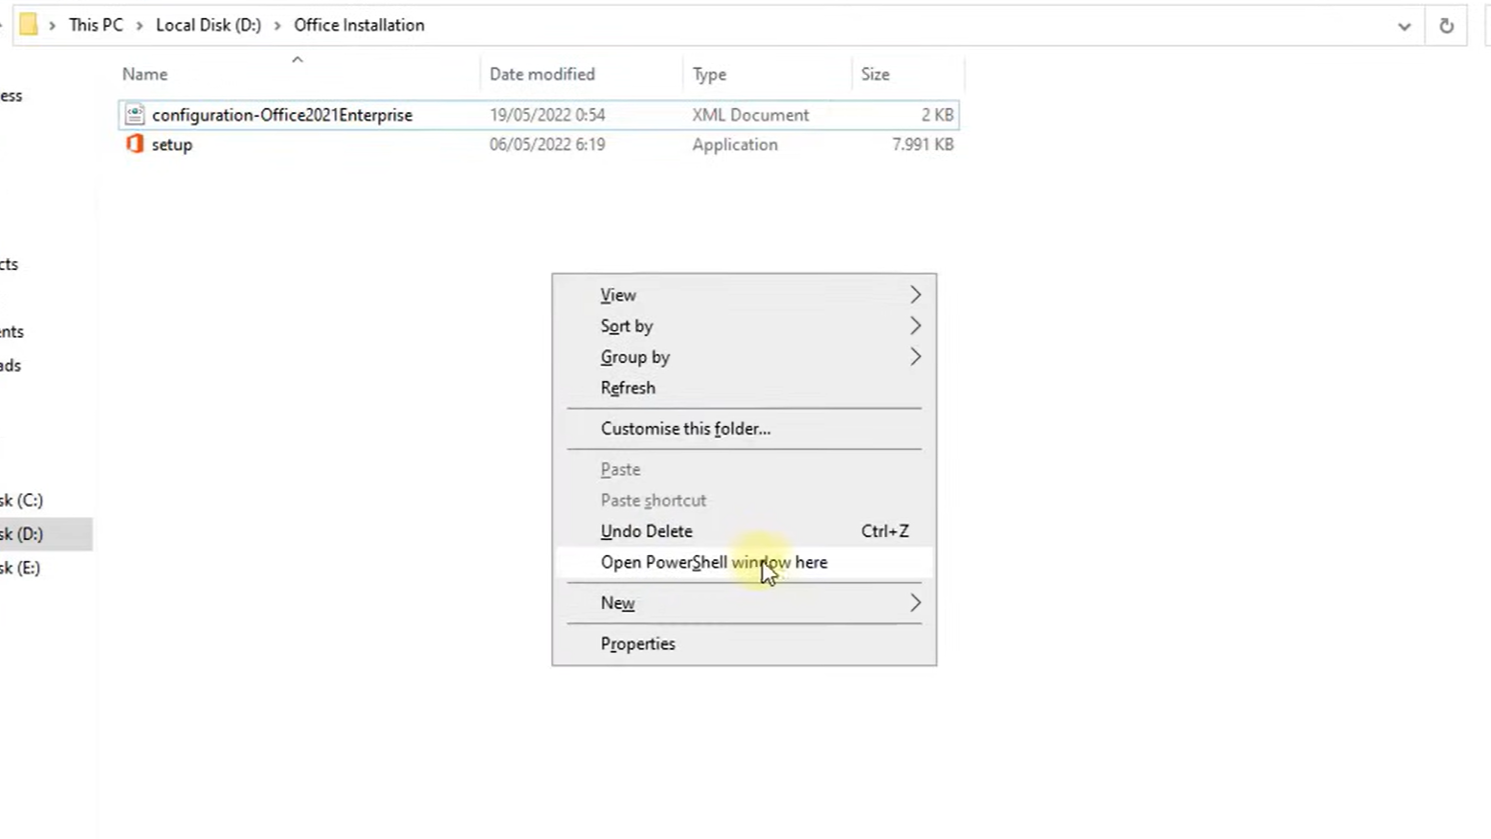 This PC > Local Disk (D:) > Office Installation
Name Date modified Type Size
ess
configuration-Office2021Enterprise 19/05/2022 0:54 XML Document 2 KB
setup 06/05/2022 6:19 Application 7.991 KB
cts
ents
ads
sk (C:)
sk (D:)
sk (E:)
View
Sort by
Group by
Refresh
Customise this folder...
Paste
Paste shortcut
Undo Delete Ctrl+Z
Open PowerShell window here
New
Properties